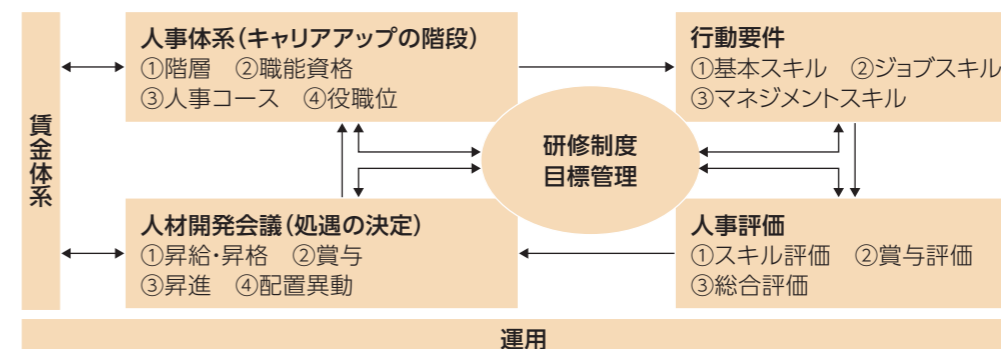 賃金体系
人事体系(キャリアアップの階段)
①階層　②職能資格
③人事コース　④役職位
行動要件
①基本スキル　②ジョブスキル
③マネジメントスキル
研修制度
目標管理
人材開発会議(処遇の決定)
①昇給・昇格　②賞与
③昇進　④配置異動
人事評価
①スキル評価　②賞与評価
③総合評価
運用